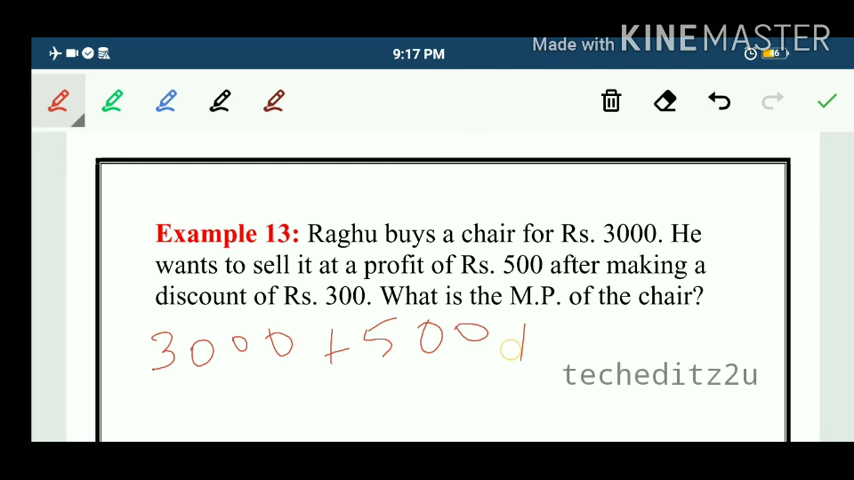 Made with KINEMASTER
9:17 PM
46
Example 13: Raghu buys a chair for Rs. 3000. He
wants to sell it at a profit of Rs. 500 after making a
discount of Rs. 300. What is the M.P. of the chair?
3000 + 500
techeditz2u